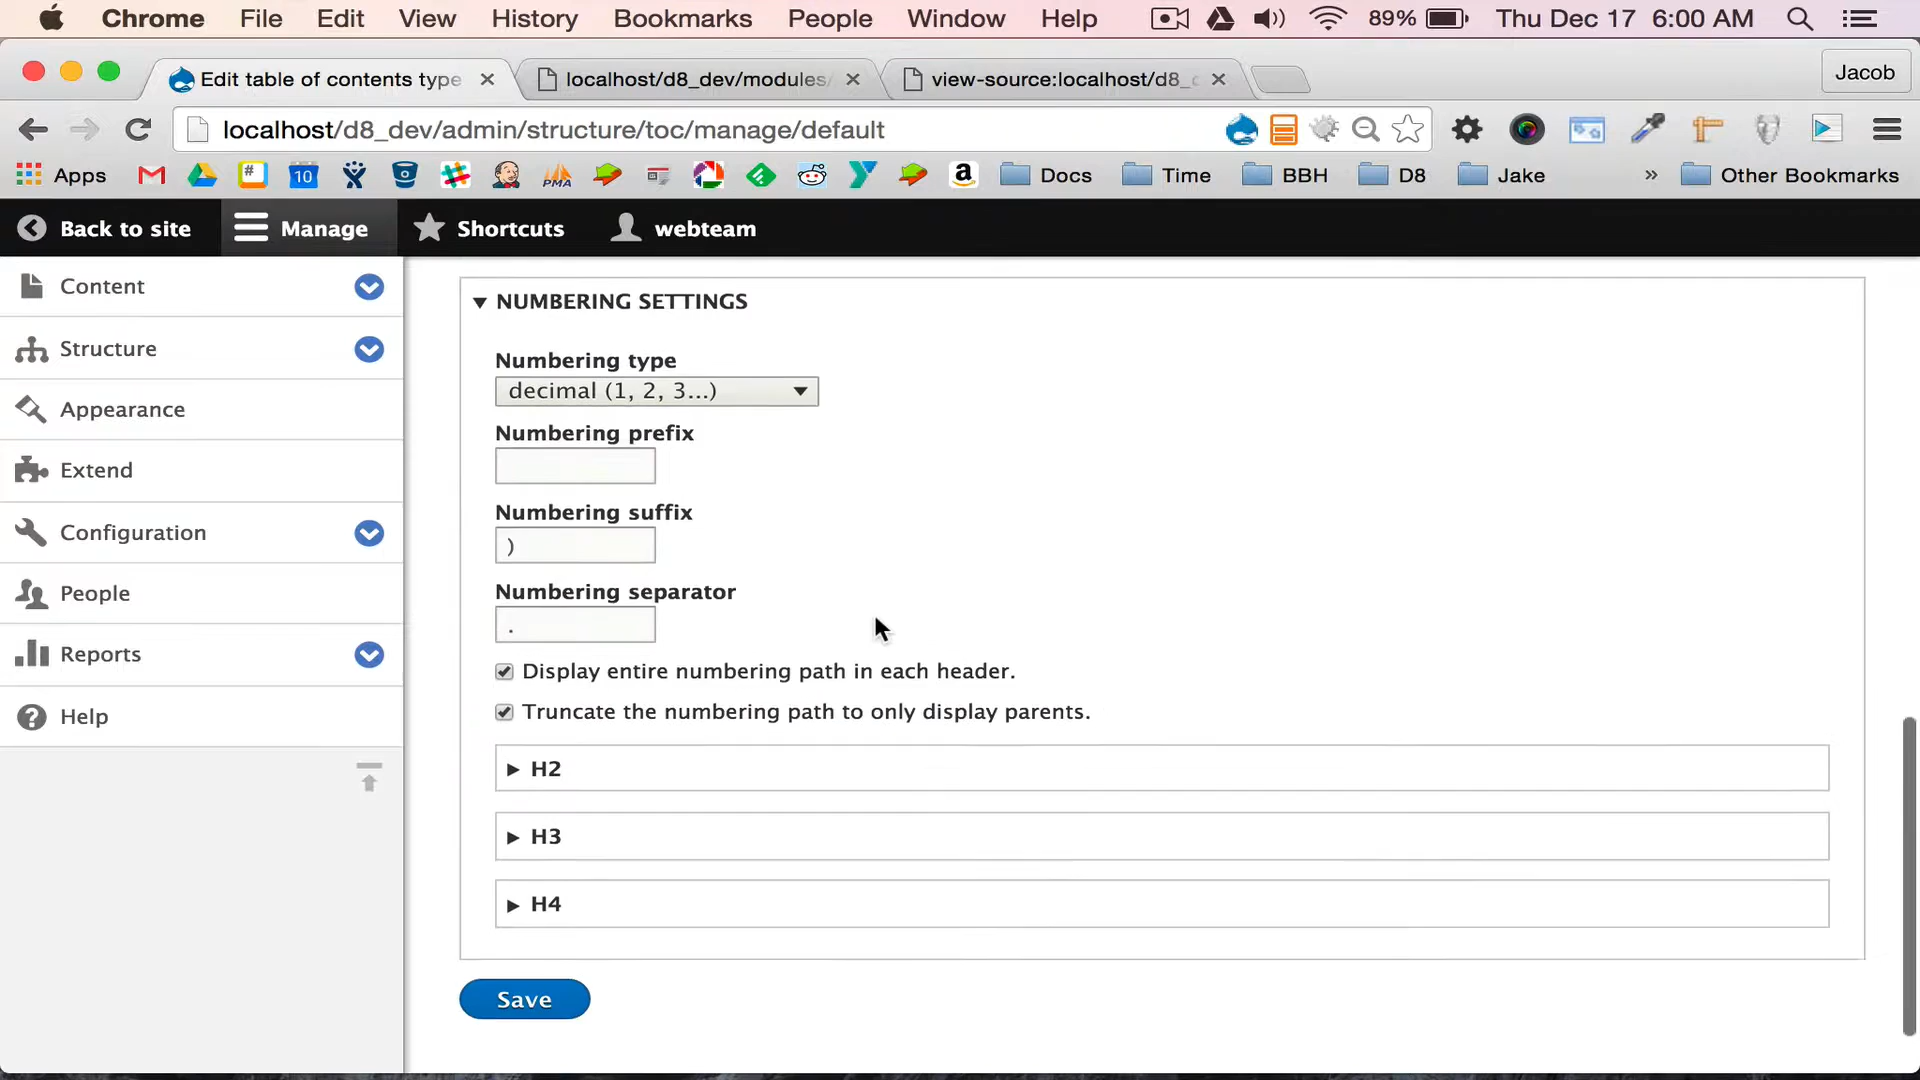 Chrome File Edit View History Bookmarks People Window Help 89% Thu Dec 17 6:00 AM
Edit table of contents type localhost/d8_dev/modules/ view-source:localhost/d8_ Jacob
localhost/d8_dev/admin/structure/toc/manage/default
Apps 10 PMA Docs Time BBH D8 Jake » Other Bookmarks
Back to site Manage Shortcuts webteam
Content
Structure
Appearance
Extend
Configuration
People
Reports
Help
NUMBERING SETTINGS
Numbering type
decimal (1, 2, 3...)
Numbering prefix
Numbering suffix
)
Numbering separator
.
Display entire numbering path in each header.
Truncate the numbering path to only display parents.
H2
H3
H4
Save